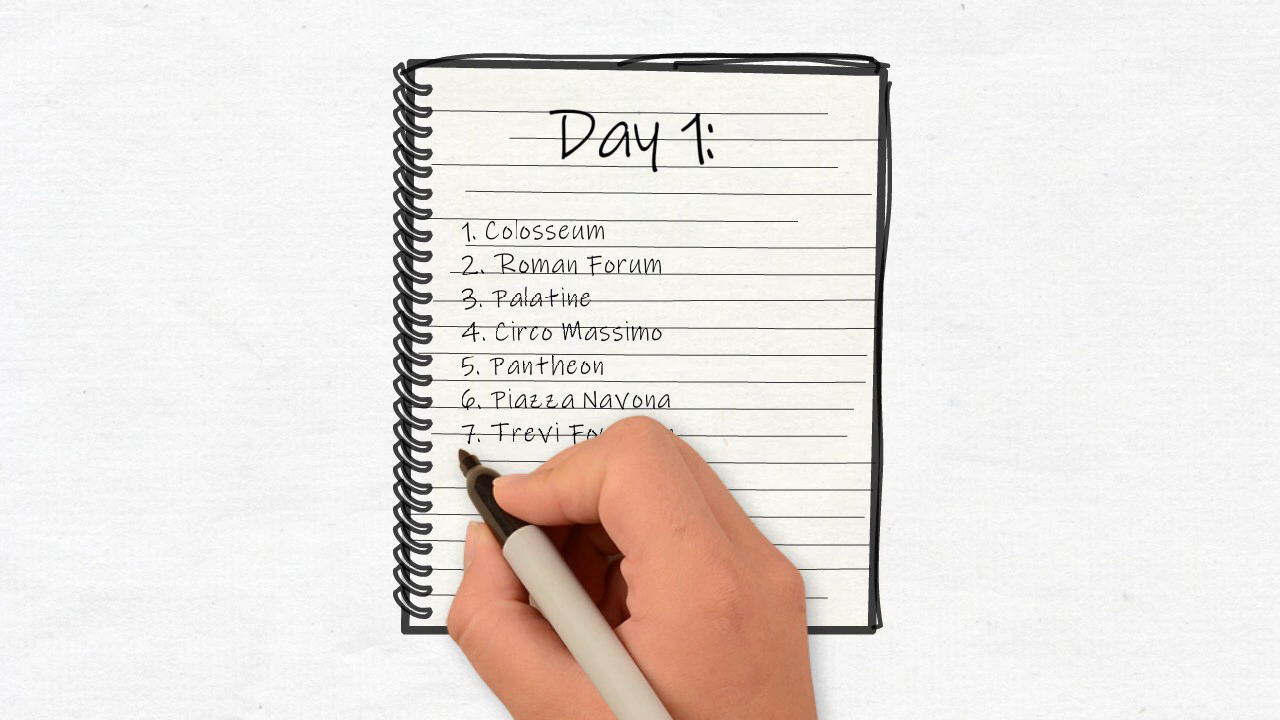 Day 1:
1. Colosseum
2. Roman Forum
3. Palatine
4. Circo Massimo
5. Pantheon
6. Piazza Navona
7. Trevi